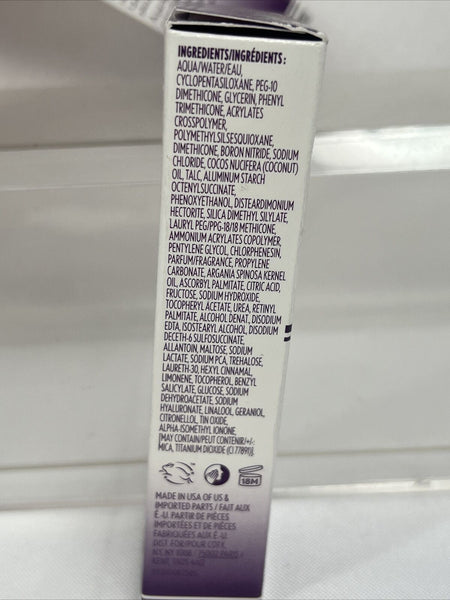 INGREDIENTS/INGRÉDIENTS:
AQUA/WATER/EAU,
CYCLOPENTASILOXANE, PEG-10
DIMETHICONE, GLYCERIN, PHENYL
TRIMETHICONE, ACRYLATES
CROSSPOLYMER,
POLYMETHYLSILSESQUIOXANE,
DIMETHICONE, BORON NITRIDE, SODIUM
CHLORIDE, COCOS NUCIFERA (COCONUT)
OIL, TALC, ALUMINUM STARCH
OCTENYLSUCCINATE,
PHENOXYETHANOL, DISTEARDIMONIUM
HECTORITE, SILICA DIMETHYL SILYLATE,
LAURYL PEG/PPG-18/18 METHICONE,
AMMONIUM ACRYLATES COPOLYMER,
PENTYLENE GLYCOL, CHLORPHENESIN,
PARFUM/FRAGRANCE, PROPYLENE
CARBONATE, ARGANIA SPINOSA KERNEL
OIL, ASCORBYL PALMITATE, CITRIC ACID,
FRUCTOSE, SODIUM HYDROXIDE,
TOCOPHERYL ACETATE, UREA, RETINYL
PALMITATE, ALCOHOL DENAT., DISODIUM
EDTA, ISOSTEARYL ALCOHOL, DISODIUM
DECETH-6 SULFOSUCCINATE,
ALLANTOIN, MALTOSE, SODIUM
LACTATE, SODIUM PCA, TREHALOSE,
LAURETH-30, HEXYL CINNAMAL,
LIMONENE, TOCOPHEROL, BENZYL
SALICYLATE, GLUCOSE, SODIUM
DEHYDROACETATE, SODIUM
HYALURONATE, LINALOOL, GERANIOL,
CITRONELLOL, TIN OXIDE,
ALPHA-ISOMETHYL IONONE,
[MAY CONTAIN/PEUT CONTENIR/+/-:
MICA, TITANIUM DIOXIDE (CI 77891)].
18M
MADE IN USA OF US &
IMPORTED PARTS / FAIT AUX
É.-U. PARTIR DE PIÈCES
IMPORTÉES ET DE PIÈCES
FABRIQUÉES AUX É.-U.
DIST. FOR/POUR COTY,